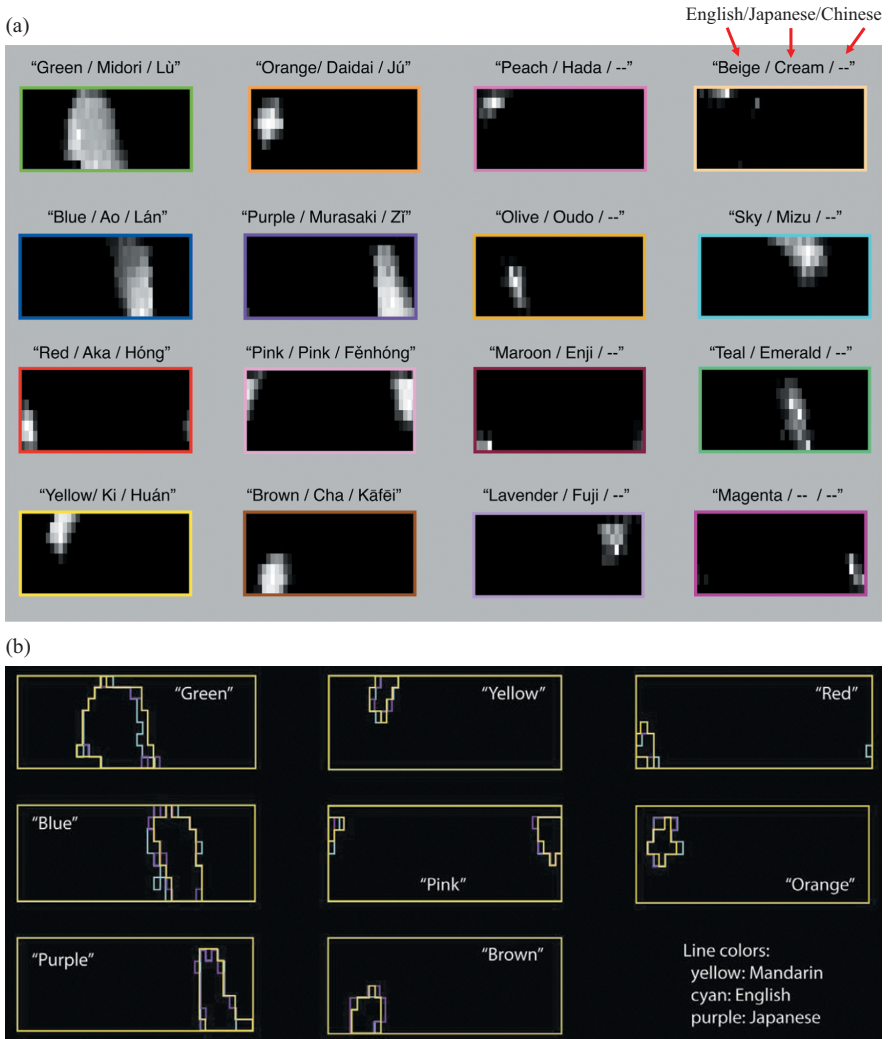 (a)
English/Japanese/Chinese
“Green / Midori / Lǜ”
“Orange/ Daidai / Jú”
“Peach / Hada / --”
“Beige / Cream / --”
“Blue / Ao / Lán”
“Purple / Murasaki / Zǐ”
“Olive / Oudo / --”
“Sky / Mizu / --”
“Red / Aka / Hóng”
“Pink / Pink / Fěnhóng”
“Maroon / Enji / --”
“Teal / Emerald / --”
“Yellow/ Ki / Huán”
“Brown / Cha / Kāfēi”
“Lavender / Fuji / --”
“Magenta / -- / --”
(b)
“Green”
“Yellow”
“Red”
“Blue”
“Pink”
“Orange”
“Purple”
“Brown”
Line colors:
yellow: Mandarin
cyan: English
purple: Japanese